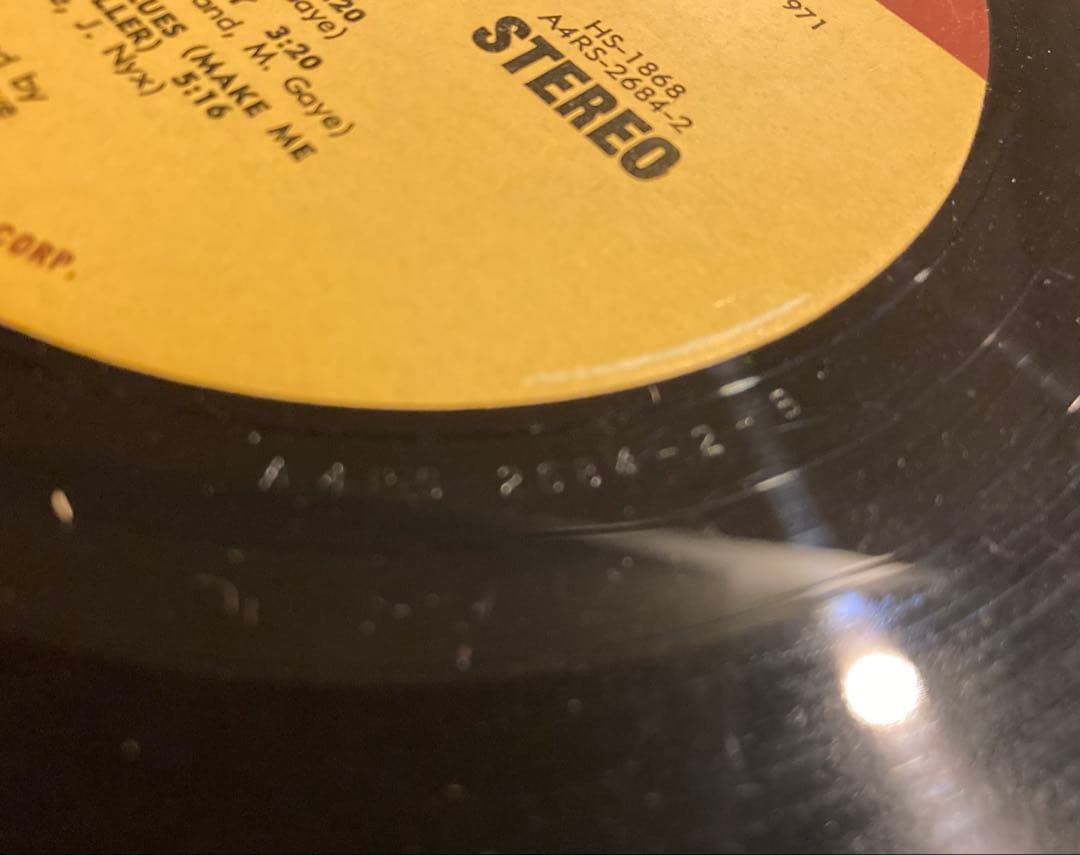 :20
aye)
3:20
ond, M. Gaye)
UES (MAKE ME
LLER) 5:16
, J. Nyx)
d by
CORP.
971
HS-1868
A4RS-2684-2
STEREO
A4RS 2684-2-